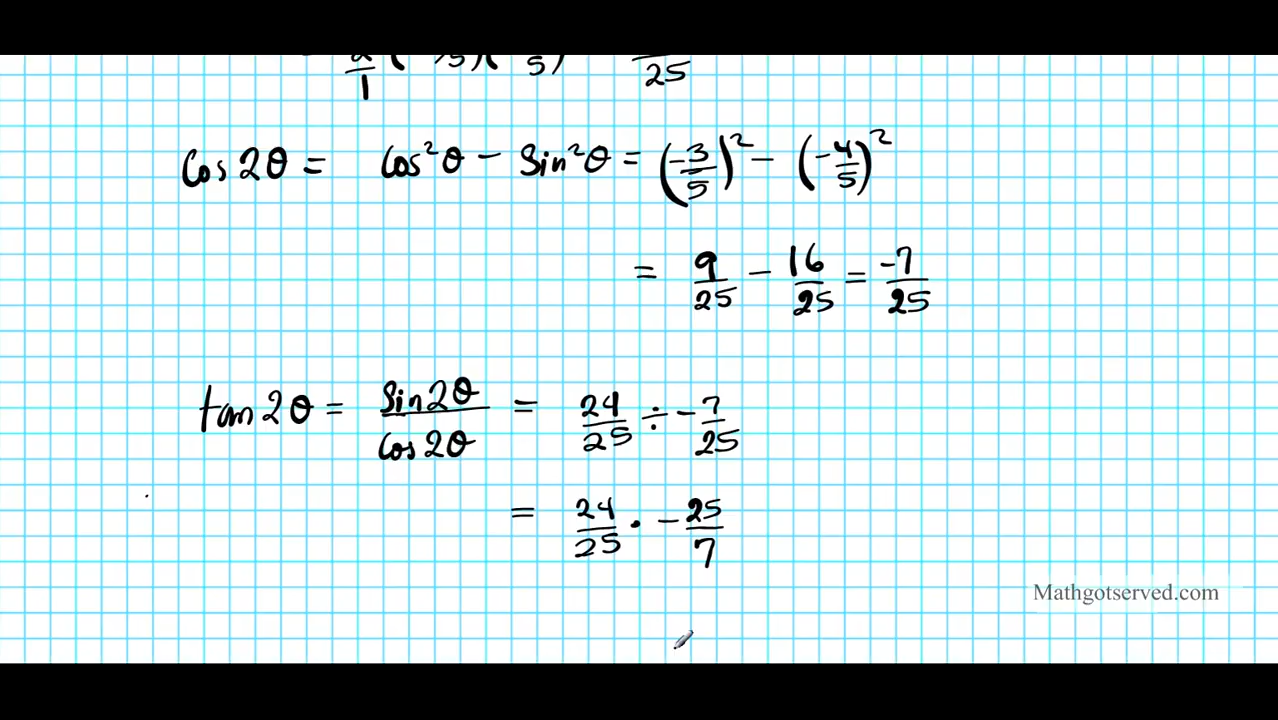 25
1
cos 2θ = cos²θ − sin²θ = (-3/5)² − (-4/5)²
= 9/25 − 16/25 = -7/25
tan 2θ = sin2θ/cos2θ = 24/25 ÷ -7/25
= 24/25 · -25/7
Mathgotserved.com